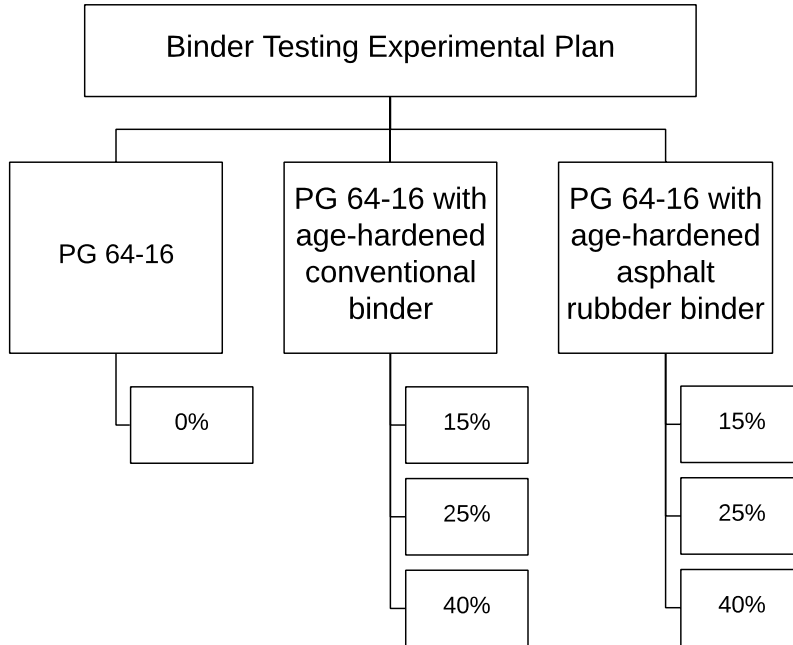 Binder Testing Experimental Plan
PG 64-16
PG 64-16 with
age-hardened
conventional
binder
PG 64-16 with
age-hardened
asphalt
rubbder binder
0%
15%
25%
40%
15%
25%
40%